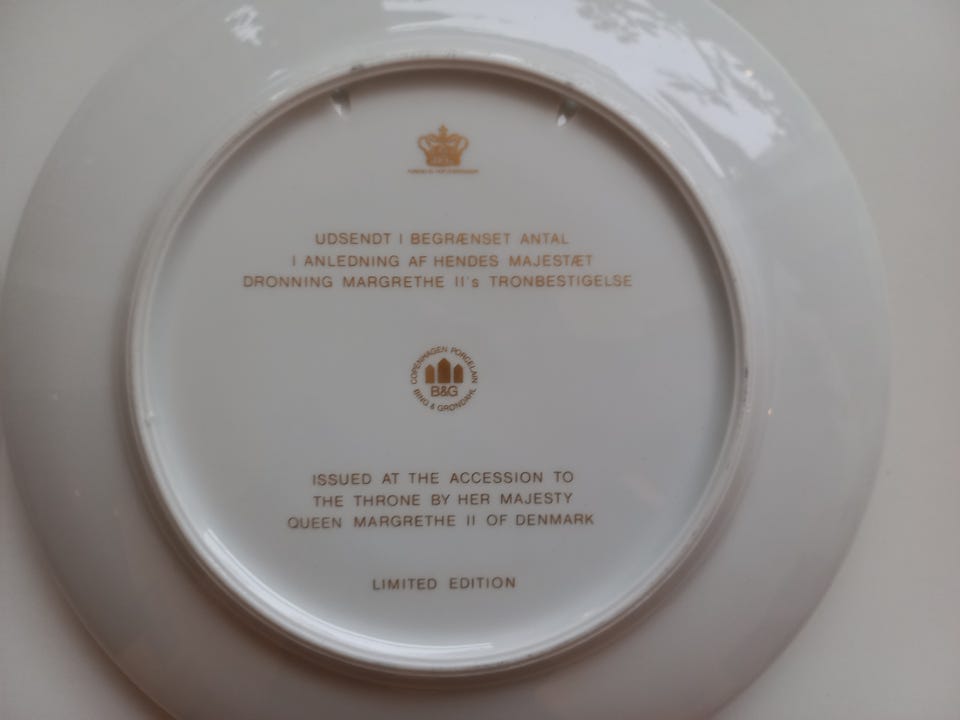 UDSENDT I BEGRÆNSET ANTAL
I ANLEDNING AF HENDES MAJESTÆT
DRONNING MARGRETHE II's TRONBESTIGELSE
COPENHAGEN PORCELAIN
B&G
BING & GRØNDAHL
ISSUED AT THE ACCESSION TO
THE THRONE BY HER MAJESTY
QUEEN MARGRETHE II OF DENMARK
LIMITED EDITION